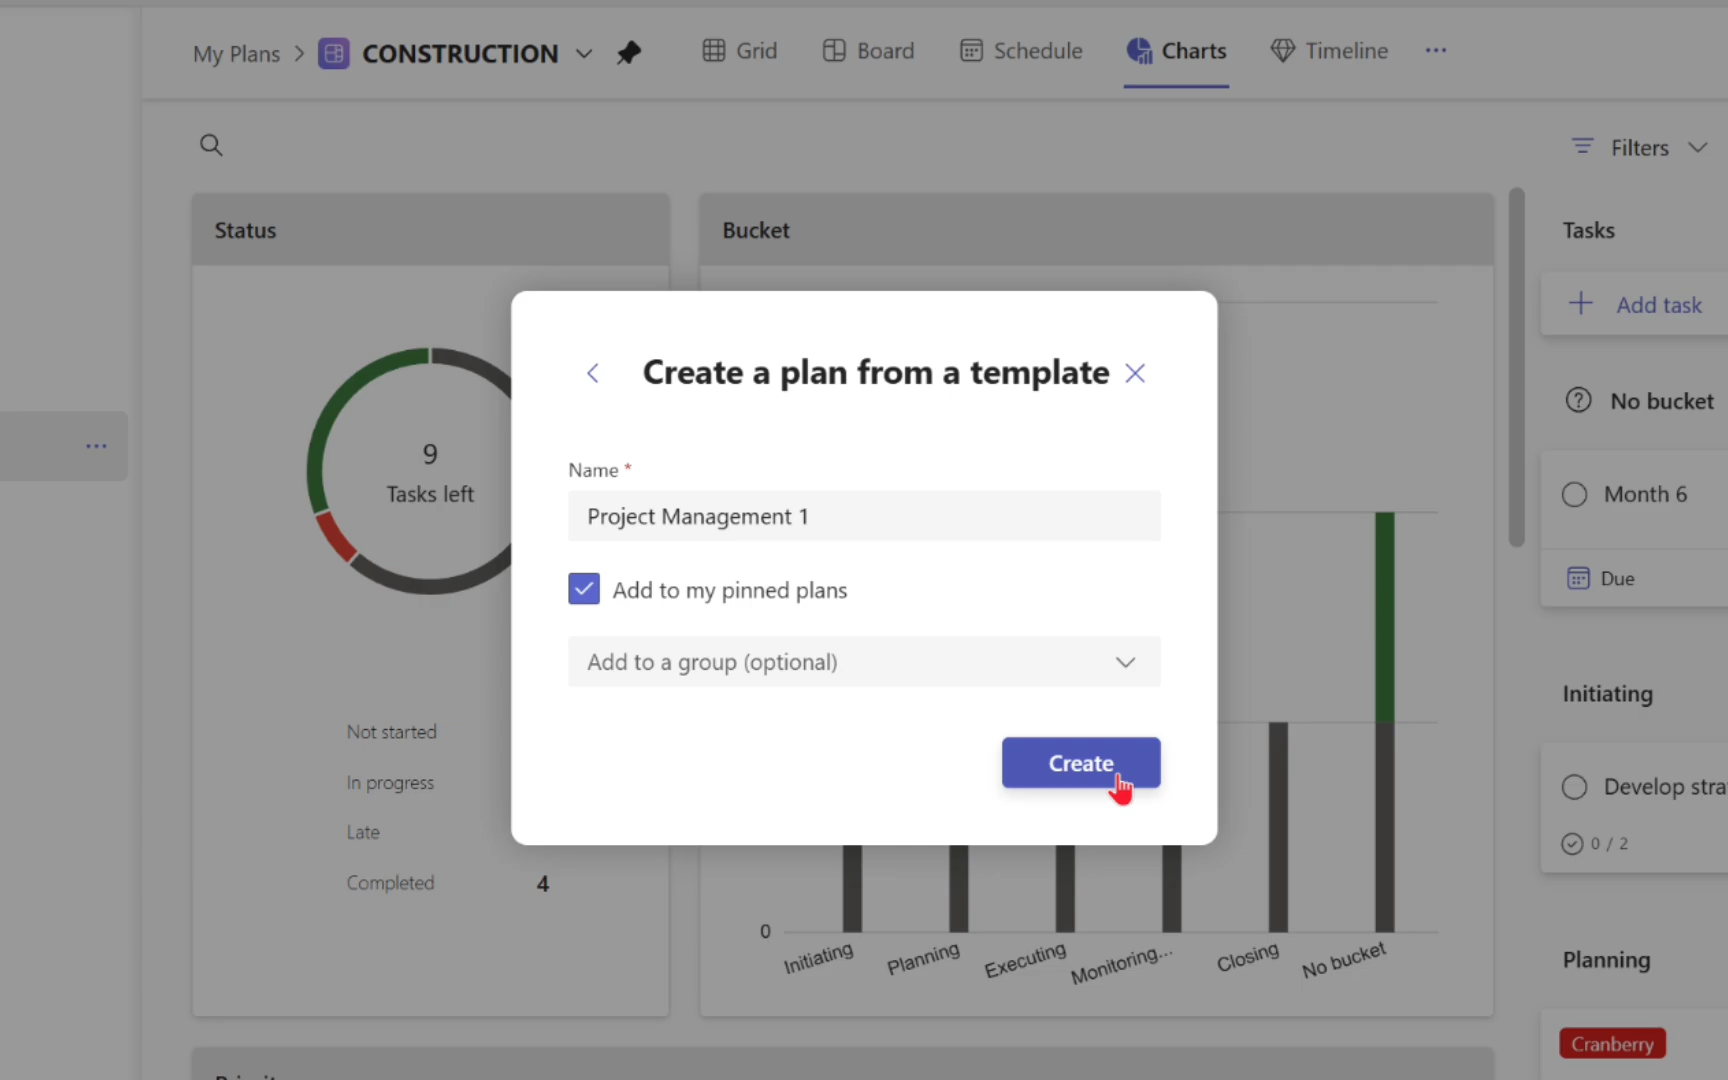 My Plans > CONSTRUCTION
Grid
Board
Schedule
Charts
Timeline
Filters
Status
Bucket
Tasks
Add task
9
Tasks left
Create a plan from a template
Name *
Project Management 1
Add to my pinned plans
Add to a group (optional)
Create
Not started
In progress
Late
Completed 4
0
Initiating
Planning
Executing
Monitoring...
Closing
No bucket
No bucket
Month 6
Due
Initiating
Develop stra
0 / 2
Planning
Cranberry